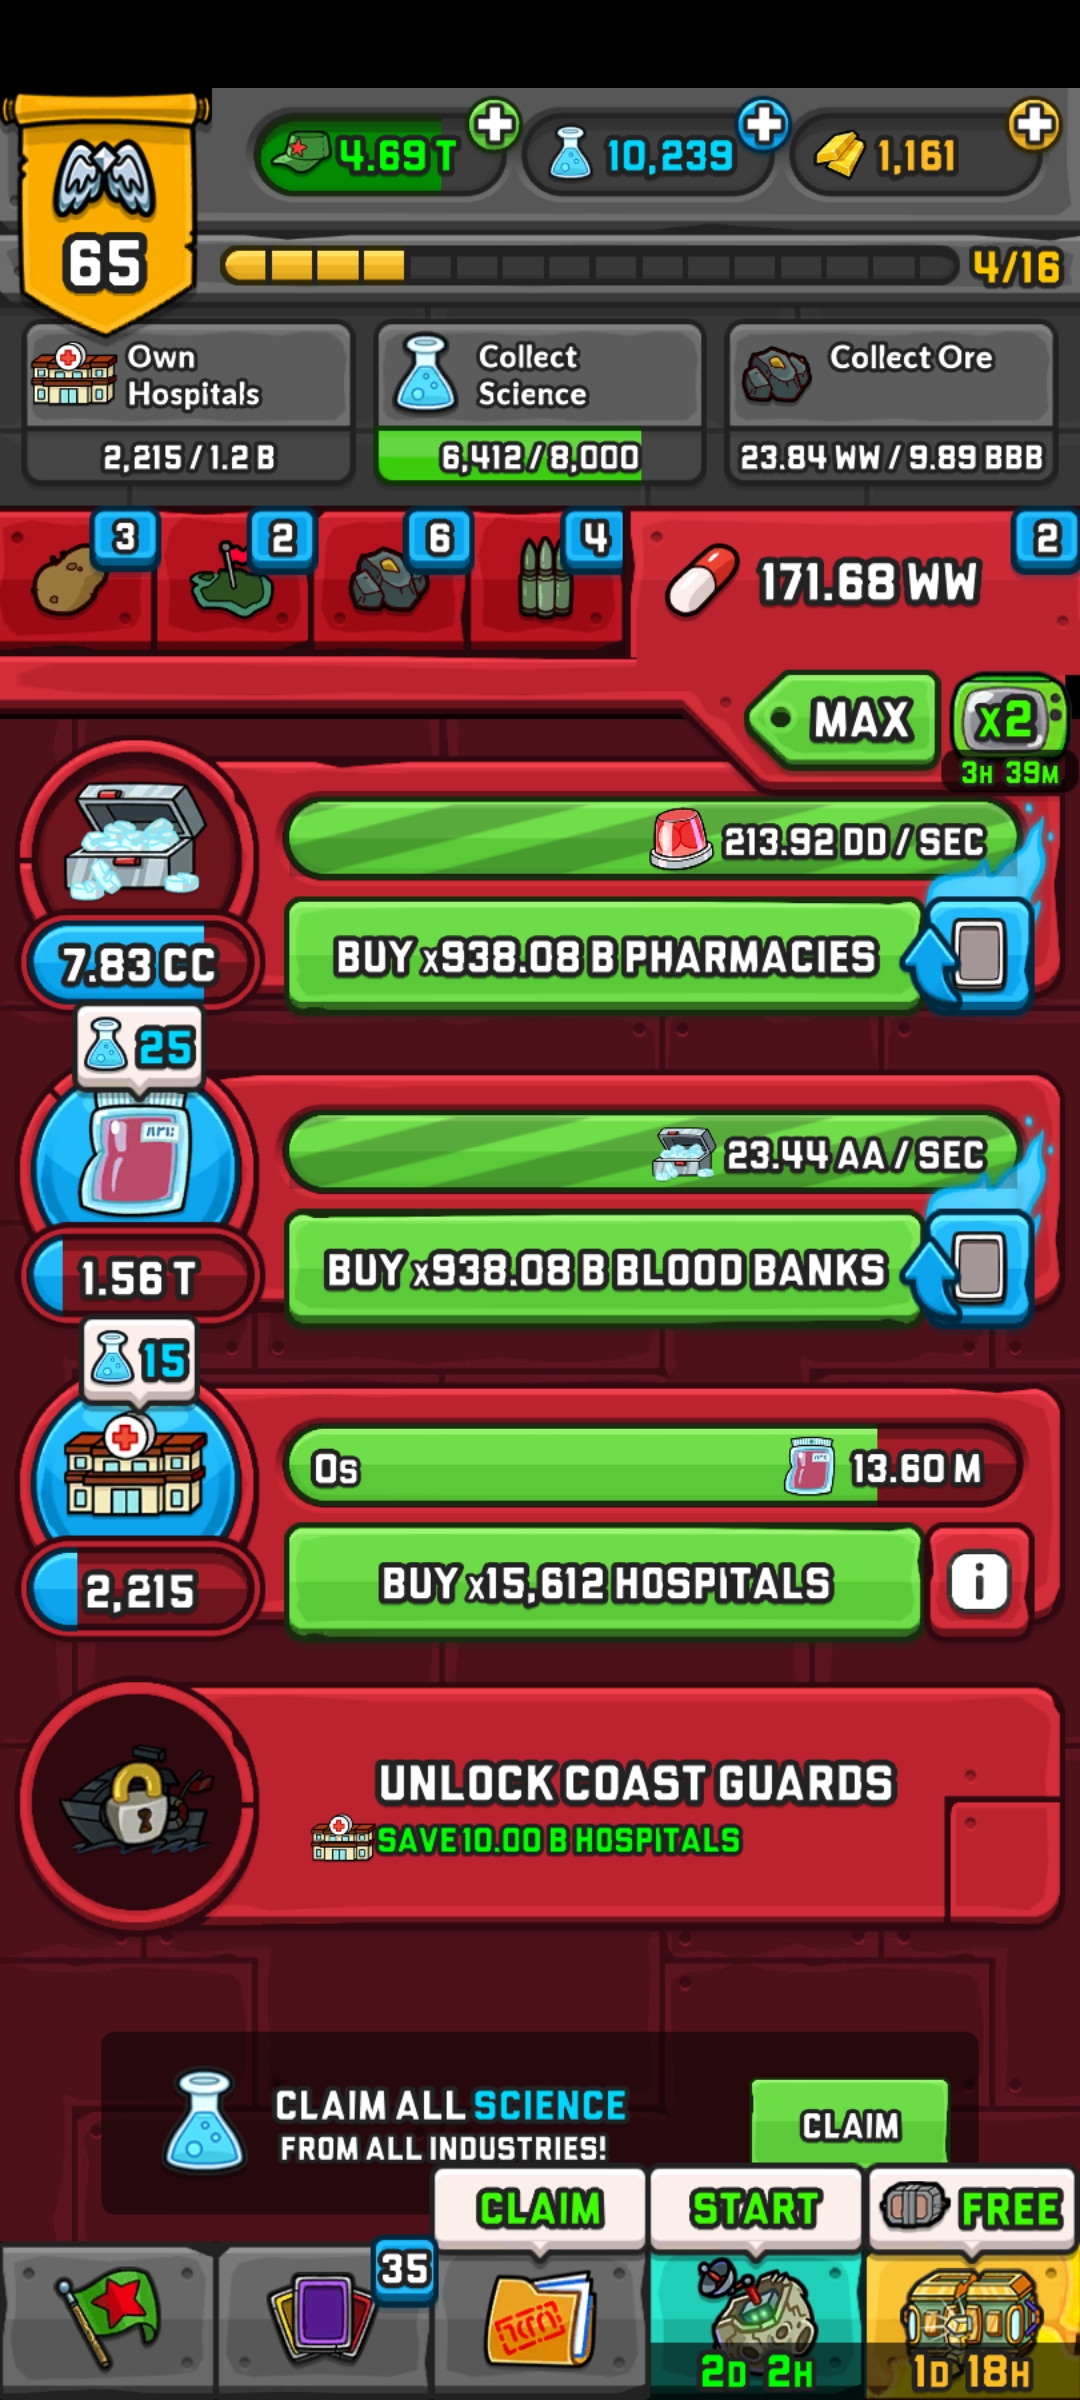 4.69 T
10,239
1,161
65
4/16
Own
Hospitals
2,215 / 1.2 B
Collect
Science
6,412 / 8,000
Collect Ore
23.84 WW / 9.89 BBB
3
2
6
4
2
171.68 WW
MAX
x2
3H 39M
213.92 DD / SEC
7.83 CC
BUY x938.08 B PHARMACIES
25
23.44 AA / SEC
1.56 T
BUY x938.08 B BLOOD BANKS
15
0s
13.60 M
2,215
BUY x15,612 HOSPITALS
i
UNLOCK COAST GUARDS
SAVE 10.00 B HOSPITALS
CLAIM ALL SCIENCE
FROM ALL INDUSTRIES!
CLAIM
CLAIM
START
FREE
35
2D 2H
1D 18H